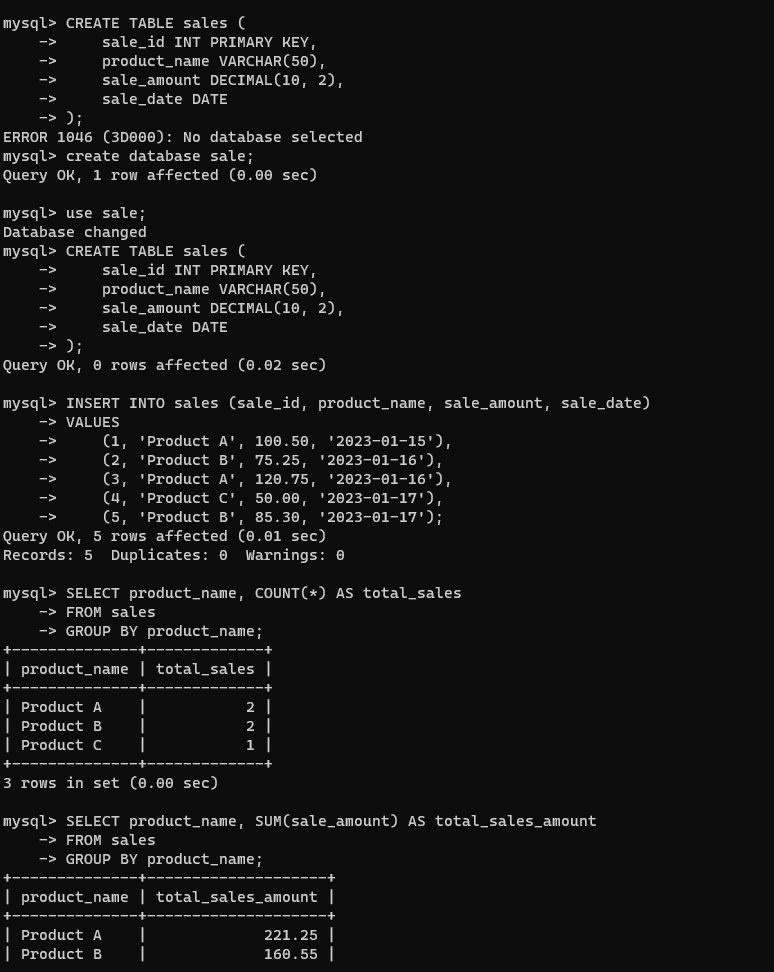 mysql> CREATE TABLE sales (
    ->     sale_id INT PRIMARY KEY,
    ->     product_name VARCHAR(50),
    ->     sale_amount DECIMAL(10, 2),
    ->     sale_date DATE
    -> );
ERROR 1046 (3D000): No database selected
mysql> create database sale;
Query OK, 1 row affected (0.00 sec)

mysql> use sale;
Database changed
mysql> CREATE TABLE sales (
    ->     sale_id INT PRIMARY KEY,
    ->     product_name VARCHAR(50),
    ->     sale_amount DECIMAL(10, 2),
    ->     sale_date DATE
    -> );
Query OK, 0 rows affected (0.02 sec)

mysql> INSERT INTO sales (sale_id, product_name, sale_amount, sale_date)
    -> VALUES
    ->     (1, 'Product A', 100.50, '2023-01-15'),
    ->     (2, 'Product B', 75.25, '2023-01-16'),
    ->     (3, 'Product A', 120.75, '2023-01-16'),
    ->     (4, 'Product C', 50.00, '2023-01-17'),
    ->     (5, 'Product B', 85.30, '2023-01-17');
Query OK, 5 rows affected (0.01 sec)
Records: 5  Duplicates: 0  Warnings: 0

mysql> SELECT product_name, COUNT(*) AS total_sales
    -> FROM sales
    -> GROUP BY product_name;
+--------------+-------------+
| product_name | total_sales |
+--------------+-------------+
| Product A    |           2 |
| Product B    |           2 |
| Product C    |           1 |
+--------------+-------------+
3 rows in set (0.00 sec)

mysql> SELECT product_name, SUM(sale_amount) AS total_sales_amount
    -> FROM sales
    -> GROUP BY product_name;
+--------------+--------------------+
| product_name | total_sales_amount |
+--------------+--------------------+
| Product A    |             221.25 |
| Product B    |             160.55 |